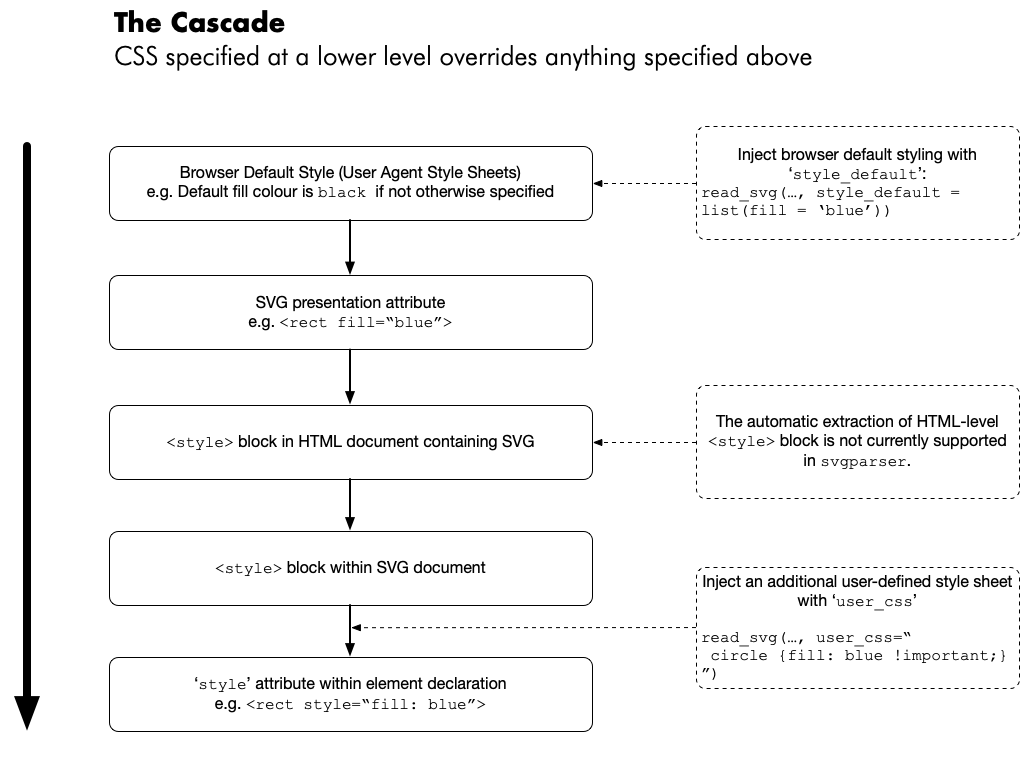 The Cascade
CSS specified at a lower level overrides anything specified above
Browser Default Style (User Agent Style Sheets)
e.g. Default fill colour is black if not otherwise specified
Inject browser default styling with
‘style_default’:
read_svg(…, style_default =
list(fill = ‘blue’))
SVG presentation attribute
e.g. <rect fill=“blue”>
<style> block in HTML document containing SVG
The automatic extraction of HTML-level
<style> block is not currently supported
in svgparser.
<style> block within SVG document
Inject an additional user-defined style sheet
with ‘user_css’
read_svg(…, user_css=“
circle {fill: blue !important;}
”)
‘style’ attribute within element declaration
e.g. <rect style=“fill: blue”>